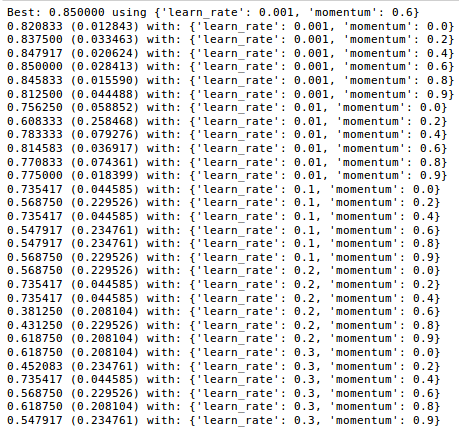 Best: 0.850000 using {'learn_rate': 0.001, 'momentum': 0.6}
0.820833 (0.012843) with: {'learn_rate': 0.001, 'momentum': 0.0}
0.837500 (0.033463) with: {'learn_rate': 0.001, 'momentum': 0.2}
0.847917 (0.020624) with: {'learn_rate': 0.001, 'momentum': 0.4}
0.850000 (0.028413) with: {'learn_rate': 0.001, 'momentum': 0.6}
0.845833 (0.015590) with: {'learn_rate': 0.001, 'momentum': 0.8}
0.812500 (0.044488) with: {'learn_rate': 0.001, 'momentum': 0.9}
0.756250 (0.058852) with: {'learn_rate': 0.01, 'momentum': 0.0}
0.608333 (0.258468) with: {'learn_rate': 0.01, 'momentum': 0.2}
0.783333 (0.079276) with: {'learn_rate': 0.01, 'momentum': 0.4}
0.814583 (0.036917) with: {'learn_rate': 0.01, 'momentum': 0.6}
0.770833 (0.074361) with: {'learn_rate': 0.01, 'momentum': 0.8}
0.775000 (0.018399) with: {'learn_rate': 0.01, 'momentum': 0.9}
0.735417 (0.044585) with: {'learn_rate': 0.1, 'momentum': 0.0}
0.568750 (0.229526) with: {'learn_rate': 0.1, 'momentum': 0.2}
0.735417 (0.044585) with: {'learn_rate': 0.1, 'momentum': 0.4}
0.547917 (0.234761) with: {'learn_rate': 0.1, 'momentum': 0.6}
0.547917 (0.234761) with: {'learn_rate': 0.1, 'momentum': 0.8}
0.568750 (0.229526) with: {'learn_rate': 0.1, 'momentum': 0.9}
0.568750 (0.229526) with: {'learn_rate': 0.2, 'momentum': 0.0}
0.735417 (0.044585) with: {'learn_rate': 0.2, 'momentum': 0.2}
0.735417 (0.044585) with: {'learn_rate': 0.2, 'momentum': 0.4}
0.381250 (0.208104) with: {'learn_rate': 0.2, 'momentum': 0.6}
0.431250 (0.229526) with: {'learn_rate': 0.2, 'momentum': 0.8}
0.618750 (0.208104) with: {'learn_rate': 0.2, 'momentum': 0.9}
0.618750 (0.208104) with: {'learn_rate': 0.3, 'momentum': 0.0}
0.452083 (0.234761) with: {'learn_rate': 0.3, 'momentum': 0.2}
0.735417 (0.044585) with: {'learn_rate': 0.3, 'momentum': 0.4}
0.568750 (0.229526) with: {'learn_rate': 0.3, 'momentum': 0.6}
0.618750 (0.208104) with: {'learn_rate': 0.3, 'momentum': 0.8}
0.547917 (0.234761) with: {'learn_rate': 0.3, 'momentum': 0.9}